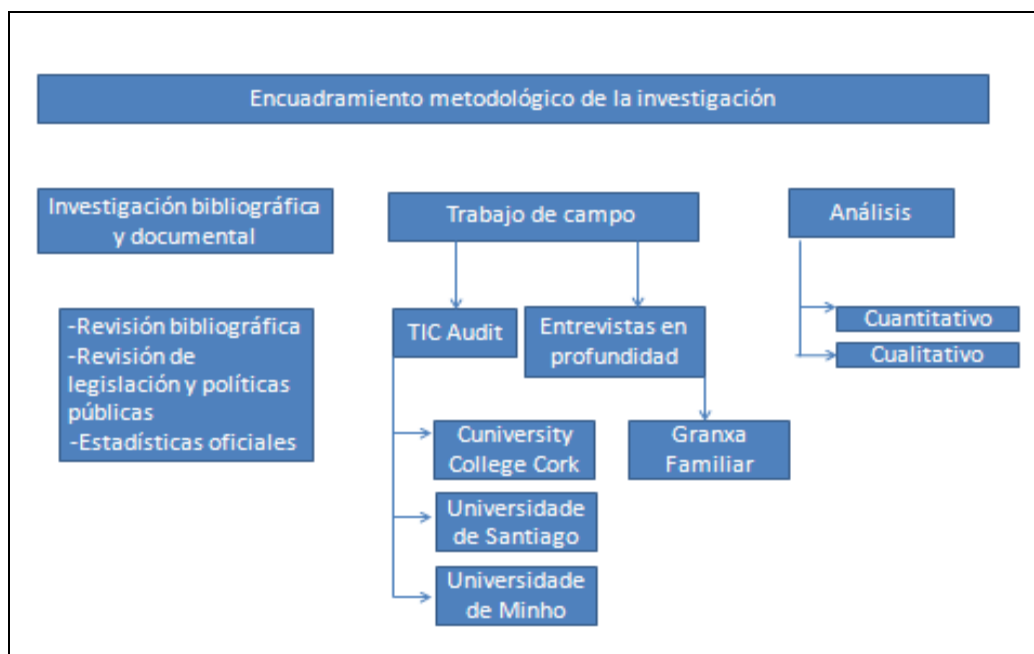 Encuadramiento metodológico de la investigación
Investigación bibliográfica
y documental
-Revisión bibliográfica
-Revisión de
legislación y políticas
públicas
-Estadísticas oficiales
Trabajo de campo
TIC Audit
Cuniversity
College Cork
Universidade
de Santiago
Universidade
de Minho
Entrevistas en
profundidad
Granxa
Familiar
Análisis
Cuantitativo
Cualitativo